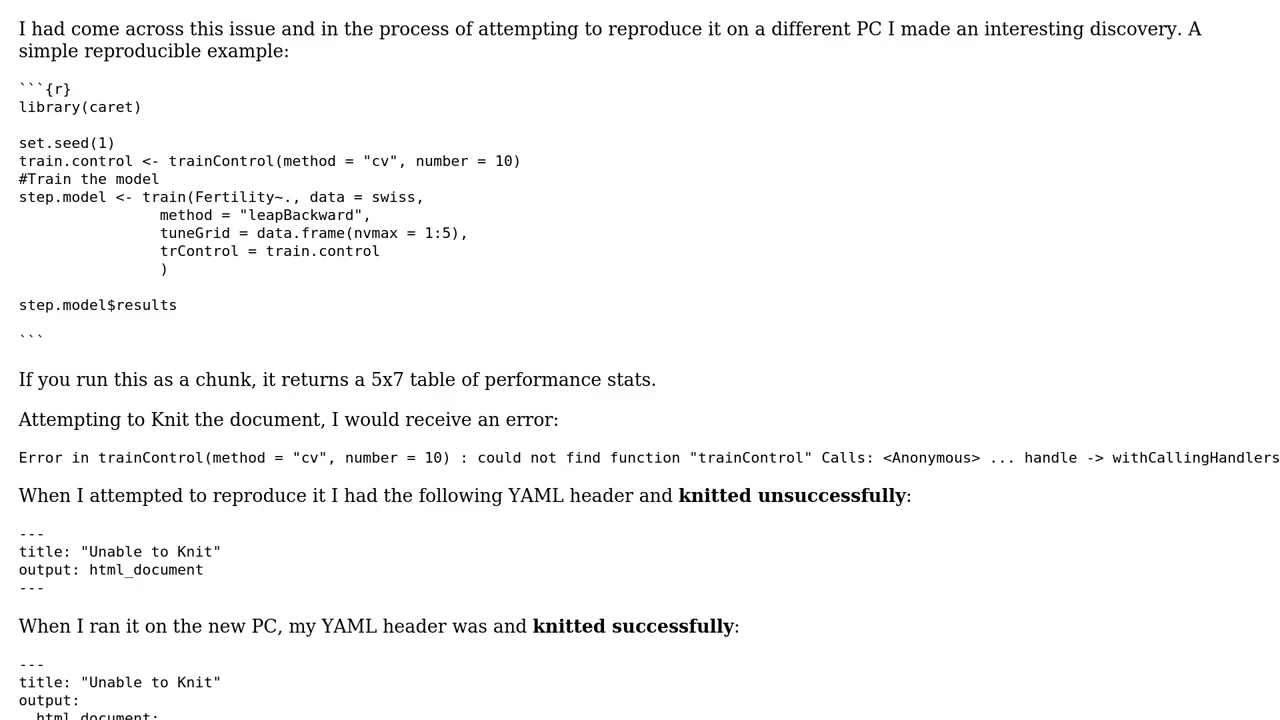 I had come across this issue and in the process of attempting to reproduce it on a different PC I made an interesting discovery. A
simple reproducible example:
```{r}
library(caret)
set.seed(1)
train.control <- trainControl(method = "cv", number = 10)
#Train the model
step.model <- train(Fertility~., data = swiss,
                method = "leapBackward",
                tuneGrid = data.frame(nvmax = 1:5),
                trControl = train.control
                )
step.model$results
```
If you run this as a chunk, it returns a 5x7 table of performance stats.
Attempting to Knit the document, I would receive an error:
Error in trainControl(method = "cv", number = 10) : could not find function "trainControl" Calls: <Anonymous> ... handle -> withCallingHandlers
When I attempted to reproduce it I had the following YAML header and knitted unsuccessfully:
---
title: "Unable to Knit"
output: html_document
---
When I ran it on the new PC, my YAML header was and knitted successfully:
---
title: "Unable to Knit"
output:
  html_document: